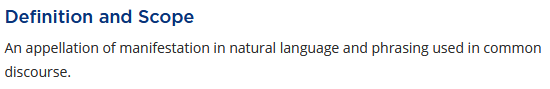 Definition and Scope
An appellation of manifestation in natural language and phrasing used in common
discourse.